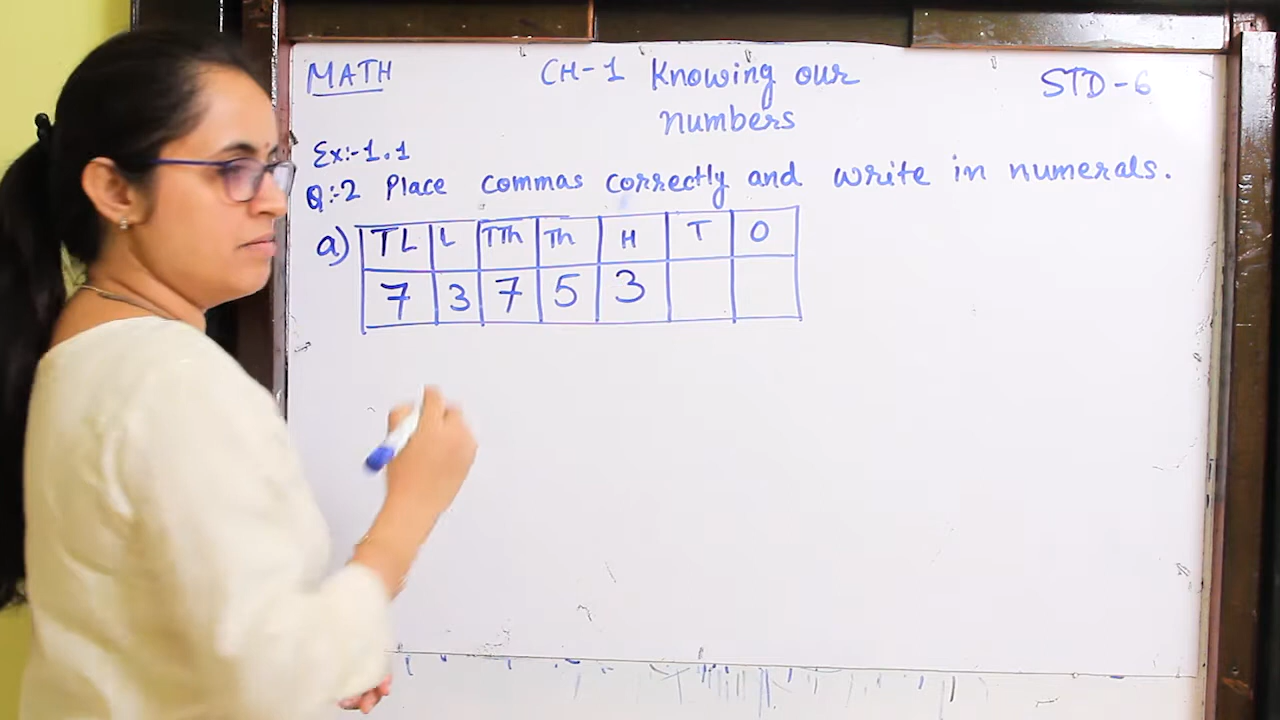 MATH CH-1 Knowing our STD-6
numbers
Ex:-1.1
Q:-2 Place commas correctly and write in numerals.
a) TL L TTh Th H T O
7 3 7 5 3